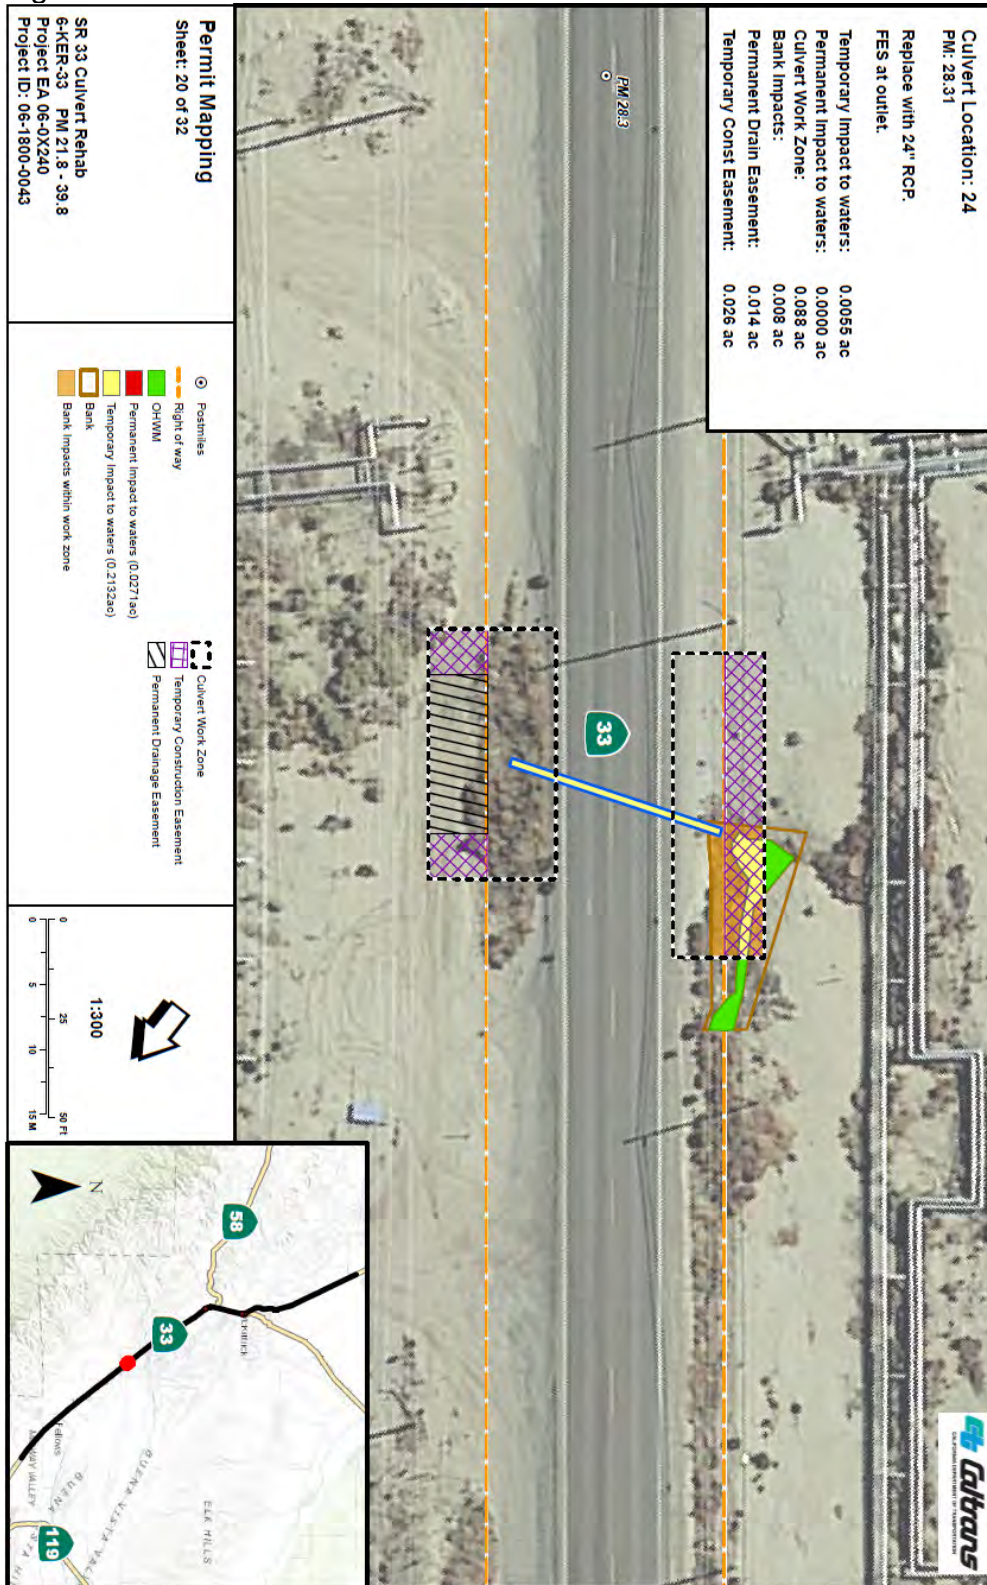 Culvert Location: 24
PM: 28.31
Replace with 24" RCP.
FES at outlet.
Temporary Impact to waters: 0.0055 ac
Permanent Impact to waters: 0.0000 ac
Culvert Work Zone: 0.088 ac
Bank Impacts: 0.008 ac
Permanent Drain Easement: 0.014 ac
Temporary Const Easement: 0.026 ac
Caltrans
CALIFORNIA DEPARTMENT OF TRANSPORTATION
PM 28.3
33
Permit Mapping
Sheet: 20 of 32
SR 33 Culvert Rehab
6-KER-33 PM 21.8 - 39.8
Project EA 06-0X240
Project ID: 06-1800-0043
Postmiles
Right of way
OHWM
Permanent Impact to waters (0.0271ac)
Temporary Impact to waters (0.2132ac)
Bank
Bank Impacts within work zone
Culvert Work Zone
Temporary Construction Easement
Permanent Drainage Easement
1:300
0 25 50 Ft
0 5 10 15 M
N
58
33
119
Fellows
ELK HILLS